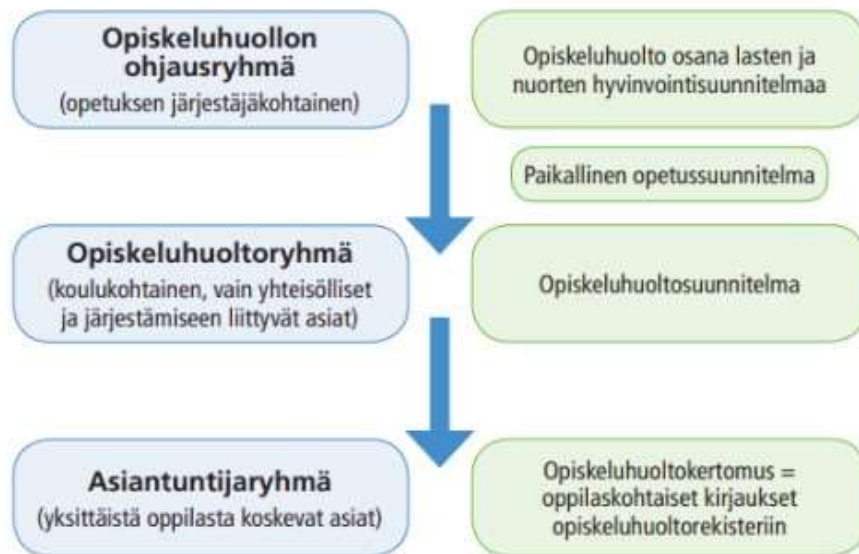 Opiskeluhuollon
ohjausryhmä
(opetuksen järjestäjäkohtainen)
Opiskeluhuolto osana lasten ja
nuorten hyvinvointisuunnitelmaa
Paikallinen opetussuunnitelma
Opiskeluhuoltoryhmä
(koulukohtainen, vain yhteisölliset
ja järjestämiseen liittyvät asiat)
Opiskeluhuoltosuunnitelma
Asiantuntijaryhmä
(yksittäistä oppilasta koskevat asiat)
Opiskeluhuoltokertomus =
oppilaskohtaiset kirjaukset
opiskeluhuoltorekisteriin